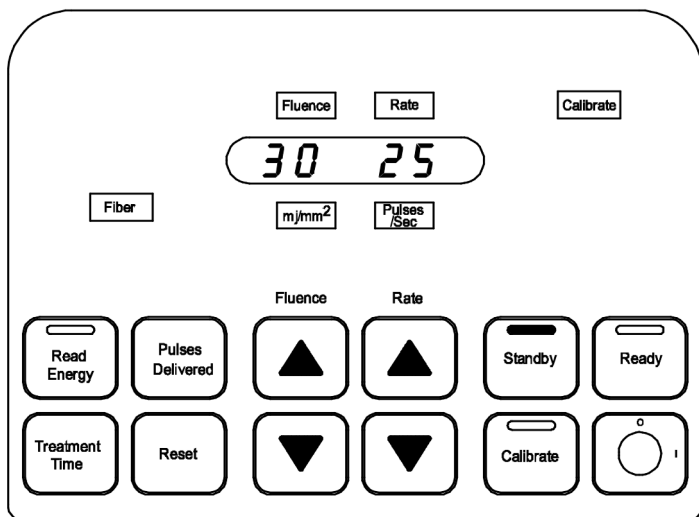 Fluence Rate Calibrate
30 25
Fiber
mj/mm² Pulses
/Sec
Fluence Rate
Read
Energy
Pulses
Delivered
Standby
Ready
Treatment
Time
Reset
Calibrate
O
I